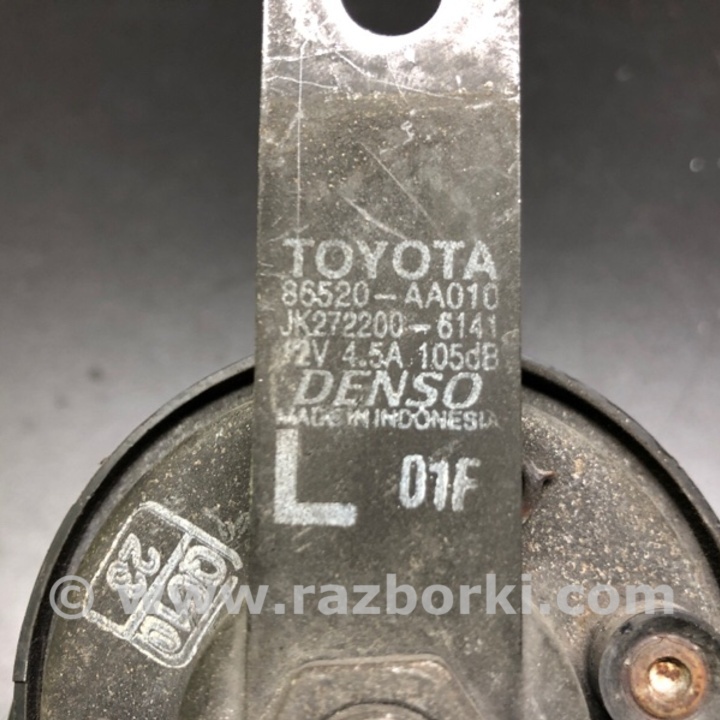 TOYOTA
86520-AA010
JK272200-6141
12V 4.5A 105dB
DENSO
MADE IN INDONESIA
L 01F
© www.razborki.com